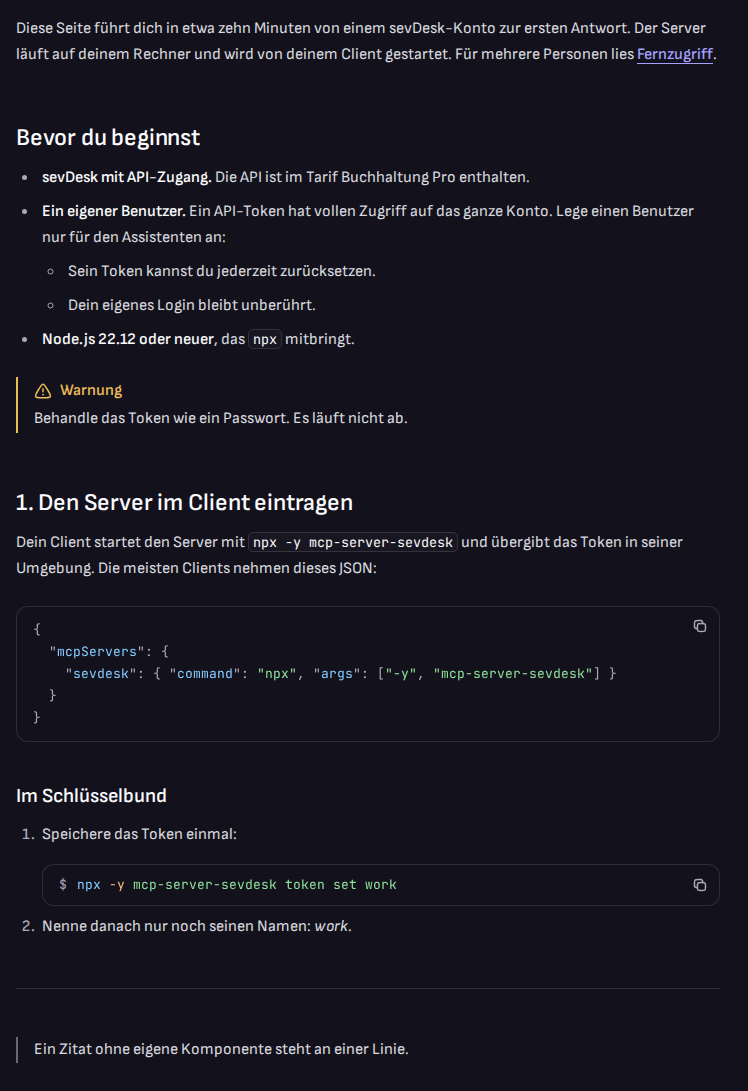 Diese Seite führt dich in etwa zehn Minuten von einem sevDesk-Konto zur ersten Antwort. Der Server
läuft auf deinem Rechner und wird von deinem Client gestartet. Für mehrere Personen lies Fernzugriff.
Bevor du beginnst
sevDesk mit API-Zugang. Die API ist im Tarif Buchhaltung Pro enthalten.
Ein eigener Benutzer. Ein API-Token hat vollen Zugriff auf das ganze Konto. Lege einen Benutzer
nur für den Assistenten an:
Sein Token kannst du jederzeit zurücksetzen.
Dein eigenes Login bleibt unberührt.
Node.js 22.12 oder neuer, das npx mitbringt.
Warnung
Behandle das Token wie ein Passwort. Es läuft nicht ab.
1. Den Server im Client eintragen
Dein Client startet den Server mit npx -y mcp-server-sevdesk und übergibt das Token in seiner
Umgebung. Die meisten Clients nehmen dieses JSON:
{
  "mcpServers": {
    "sevdesk": { "command": "npx", "args": ["-y", "mcp-server-sevdesk"] }
  }
}
Im Schlüsselbund
1. Speichere das Token einmal:
$ npx -y mcp-server-sevdesk token set work
2. Nenne danach nur noch seinen Namen: work.
Ein Zitat ohne eigene Komponente steht an einer Linie.